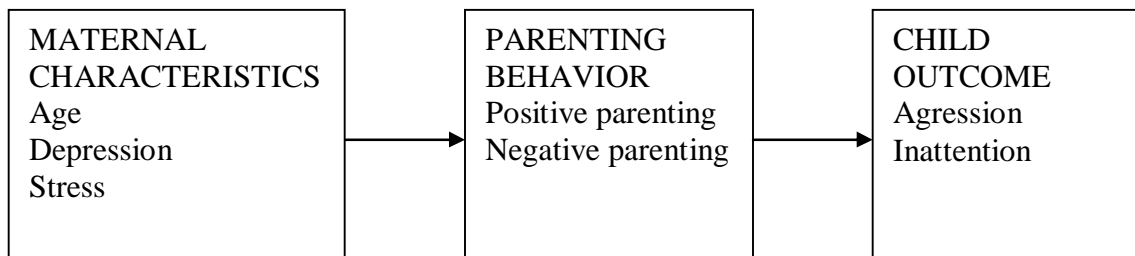 MATERNAL
CHARACTERISTICS
Age
Depression
Stress
PARENTING
BEHAVIOR
Positive parenting
Negative parenting
CHILD
OUTCOME
Agression
Inattention